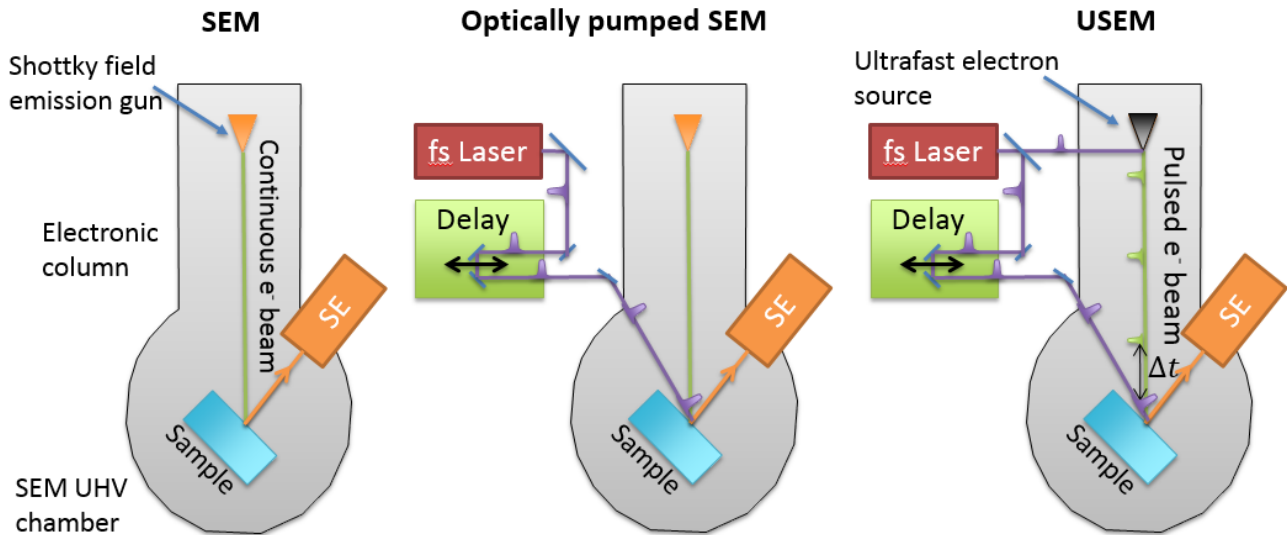 SEM
Optically pumped SEM
USEM
Shottky field
emission gun
Continuous e⁻ beam
Electronic
column
SE
Sample
SEM UHV
chamber
fs Laser
Delay
SE
Sample
Ultrafast electron
source
fs Laser
Delay
Pulsed e⁻ beam
Δt
SE
Sample